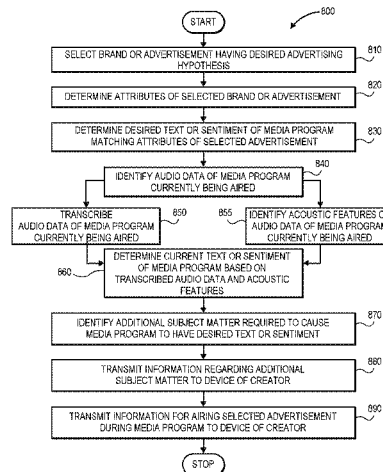 START
800
SELECT BRAND OR ADVERTISEMENT HAVING DESIRED ADVERTISING
HYPOTHESIS
810
DETERMINE ATTRIBUTES OF SELECTED BRAND OR ADVERTISEMENT
820
DETERMINE DESIRED TEXT OR SENTIMENT OF MEDIA PROGRAM
MATCHING ATTRIBUTES OF SELECTED ADVERTISEMENT
830
IDENTIFY AUDIO DATA OF MEDIA PROGRAM
CURRENTLY BEING AIRED
840
TRANSCRIBE
AUDIO DATA OF MEDIA PROGRAM
CURRENTLY BEING AIRED
850
IDENTIFY ACOUSTIC FEATURES O
AUDIO DATA OF MEDIA PROGRAM
CURRENTLY BEING AIRED
855
DETERMINE CURRENT TEXT OR SENTIMENT
OF MEDIA PROGRAM BASED ON
TRANSCRIBED AUDIO DATA AND ACOUSTIC
FEATURES
860
IDENTIFY ADDITIONAL SUBJECT MATTER REQUIRED TO CAUSE
MEDIA PROGRAM TO HAVE DESIRED TEXT OR SENTIMENT
870
TRANSMIT INFORMATION REGARDING ADDITIONAL
SUBJECT MATTER TO DEVICE OF CREATOR
880
TRANSMIT INFORMATION FOR AIRING SELECTED ADVERTISEMENT
DURING MEDIA PROGRAM TO DEVICE OF CREATOR
890
STOP